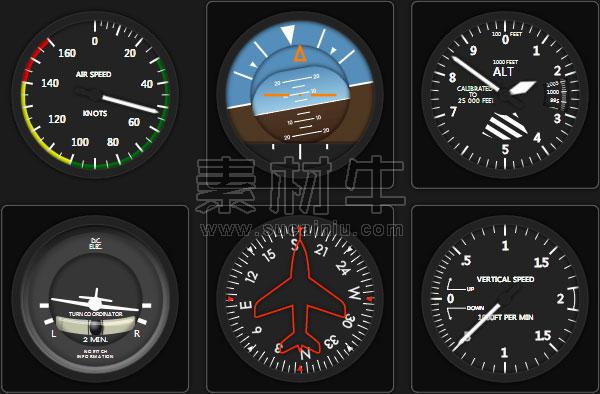 0
20
40
60
80
100
120
140
160
AIR SPEED
KNOTS
20
20
10
10
10
10
20
20
100 FEET
0
1
2
3
4
5
6
7
8
9
1000 FEET
ALT
CALIBRATED
TO
25 000 FEET
素材牛
www.sucainiu.com
D.C.
ELEC.
TURN COORDINATOR
L
R
2 MIN.
NO PITCH
INFORMATION
S
21
24
W
30
33
N
3
6
E
12
15
.5
1
1.5
2
1.5
1
0
VERTICAL SPEED
UP
DOWN
1000FT PER MIN